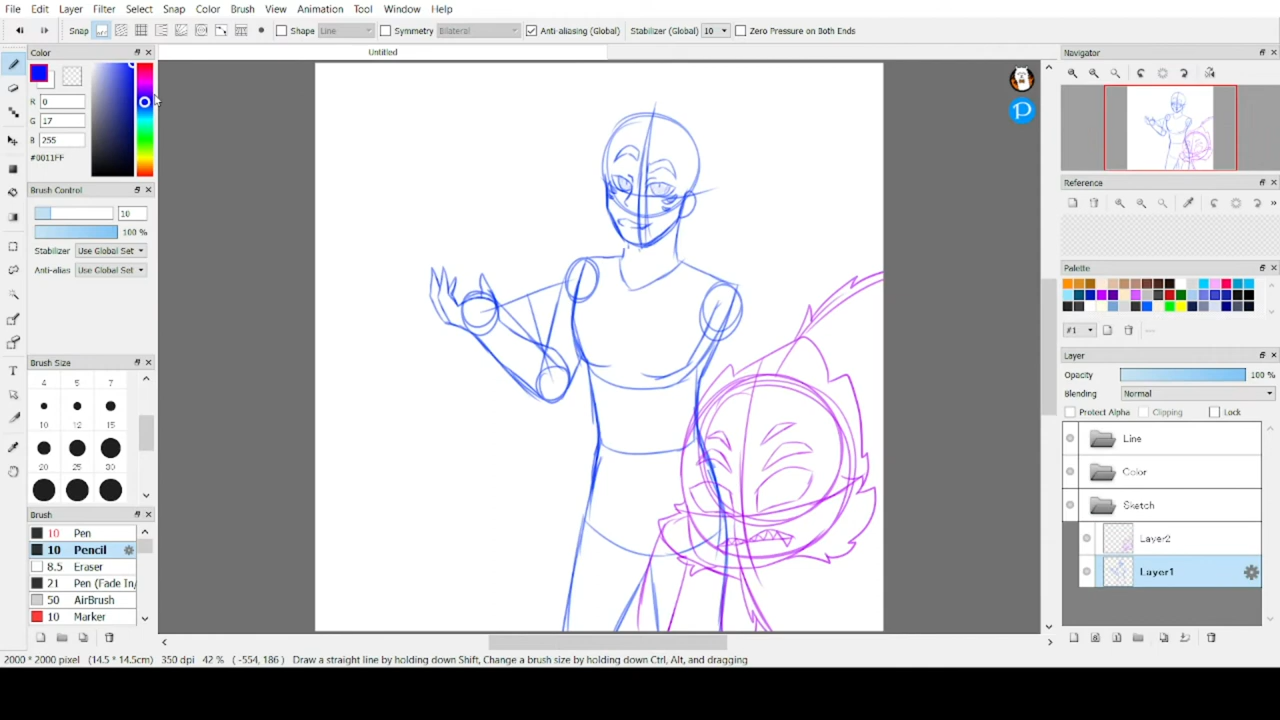 File Edit Layer Filter Select Snap Color Brush View Animation Tool Window Help
Snap Shape Line Symmetry Bilateral Anti-aliasing (Global) Stabilizer (Global) 10 Zero Pressure on Both Ends
Color
Untitled
Navigator
R 0
G 17
B 255
#0011FF
Brush Control
10
100 %
Stabilizer Use Global Set
Anti-alias Use Global Set
Brush Size
4 5 7
10 12 15
20 25 30
Brush
10 Pen
10 Pencil
8.5 Eraser
21 Pen (Fade In/
50 AirBrush
10 Marker
Reference
Palette
#1
Layer
Opacity 100 %
Blending Normal
Protect Alpha Clipping Lock
Line
Color
Sketch
Layer2
Layer1
2000 * 2000 pixel (14.5 * 14.5cm) 350 dpi 42 % ( -554, 186 ) Draw a straight line by holding down Shift, Change a brush size by holding down Ctrl, Alt, and dragging